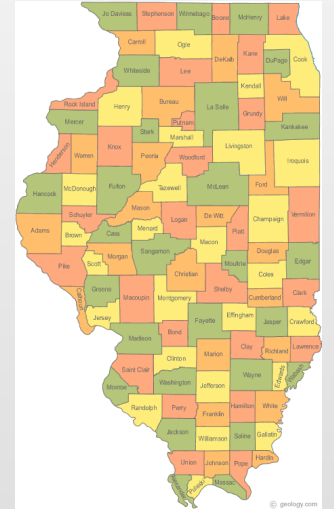 Jo Daviess Stephenson Winnebago Boone McHenry Lake
Carroll Ogle DeKalb Kane Cook
Whiteside Lee DuPage
Kendall Will
Rock Island Henry Bureau La Salle Grundy
Mercer Putnam Kankakee
Henderson Warren Knox Stark Marshall Livingston
Peoria Woodford Iroquois
Hancock McDonough Fulton Tazewell McLean Ford
Schuyler Mason Logan De Witt Champaign Vermilion
Adams Brown Cass Menard Piatt
Sangamon Macon Douglas Edgar
Pike Scott Morgan Christian Moultrie Coles
Greene Shelby Cumberland Clark
Calhoun Macoupin Montgomery
Jersey Fayette Effingham Jasper Crawford
Madison Bond
Clinton Marion Clay Richland Lawrence
Saint Clair Wayne Edwards Wabash
Monroe Washington Jefferson
Randolph Perry Franklin Hamilton White
Jackson Williamson Saline Gallatin
Union Johnson Pope Hardin
Alexander Pulaski Massac
© geology.com